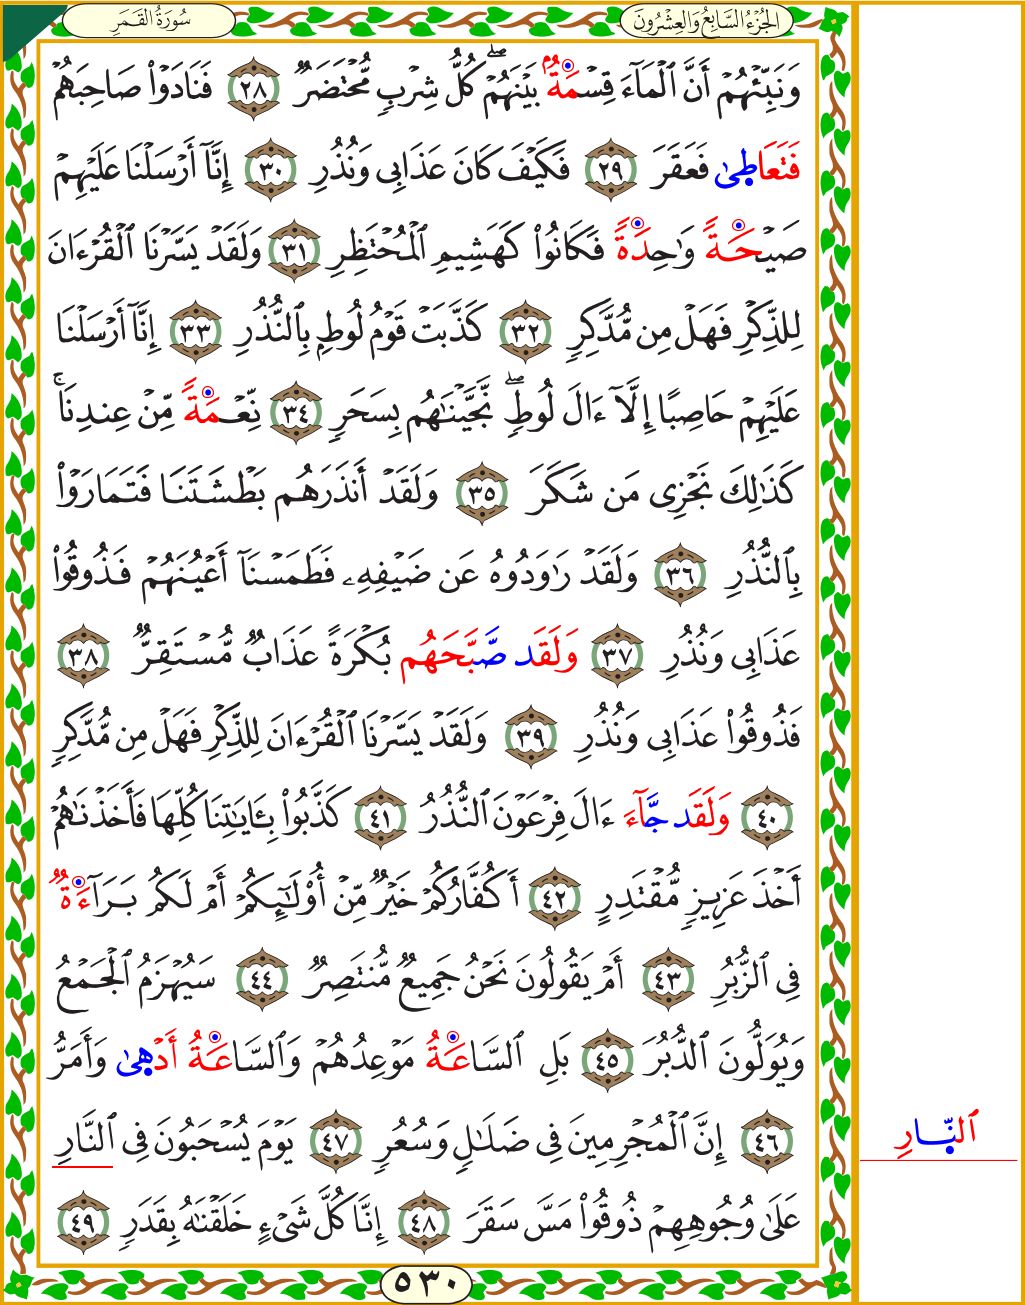 الجُزْءُ السَّابِعُ وَالعِشْرُونَ
سُورَةُ القَمَرِ
وَنَبِّئْهُمْ أَنَّ ٱلْمَآءَ قِسْمَةٌۢ بَيْنَهُمْ ۖ كُلُّ شِرْبٍ مُّحْتَضَرٌ ٢٨ فَنَادَوْا۟ صَاحِبَهُمْ
فَتَعَاطَىٰ فَعَقَرَ ٢٩ فَكَيْفَ كَانَ عَذَابِى وَنُذُرِ ٣٠ إِنَّآ أَرْسَلْنَا عَلَيْهِمْ
صَيْحَةً وَٰحِدَةً فَكَانُوا۟ كَهَشِيمِ ٱلْمُحْتَظِرِ ٣١ وَلَقَدْ يَسَّرْنَا ٱلْقُرْءَانَ
لِلذِّكْرِ فَهَلْ مِن مُّدَّكِرٍ ٣٢ كَذَّبَتْ قَوْمُ لُوطٍۭ بِٱلنُّذُرِ ٣٣ إِنَّآ أَرْسَلْنَا
عَلَيْهِمْ حَاصِبًا إِلَّآ ءَالَ لُوطٍ ۖ نَّجَّيْنَٰهُم بِسَحَرٍ ٣٤ نِّعْمَةً مِّنْ عِندِنَا ۚ
كَذَٰلِكَ نَجْزِى مَن شَكَرَ ٣٥ وَلَقَدْ أَنذَرَهُم بَطْشَتَنَا فَتَمَارَوْا۟
بِٱلنُّذُرِ ٣٦ وَلَقَدْ رَٰوَدُوهُ عَن ضَيْفِهِۦ فَطَمَسْنَآ أَعْيُنَهُمْ فَذُوقُوا۟
عَذَابِى وَنُذُرِ ٣٧ وَلَقَد صَّبَّحَهُم بُكْرَةً عَذَابٌ مُّسْتَقِرٌّ ٣٨
فَذُوقُوا۟ عَذَابِى وَنُذُرِ ٣٩ وَلَقَدْ يَسَّرْنَا ٱلْقُرْءَانَ لِلذِّكْرِ فَهَلْ مِن مُّدَّكِرٍ
٤٠ وَلَقَد جَّآءَ ءَالَ فِرْعَوْنَ ٱلنُّذُرُ ٤١ كَذَّبُوا۟ بِـَٔايَٰتِنَا كُلِّهَا فَأَخَذْنَٰهُمْ
أَخْذَ عَزِيزٍ مُّقْتَدِرٍ ٤٢ أَكُفَّارُكُمْ خَيْرٌ مِّنْ أُو۟لَٰٓئِكُمْ أَمْ لَكُم بَرَآءَةٌ
فِى ٱلزُّبُرِ ٤٣ أَمْ يَقُولُونَ نَحْنُ جَمِيعٌ مُّنتَصِرٌ ٤٤ سَيُهْزَمُ ٱلْجَمْعُ
وَيُوَلُّونَ ٱلدُّبُرَ ٤٥ بَلِ ٱلسَّاعَةُ مَوْعِدُهُمْ وَٱلسَّاعَةُ أَدْهَىٰ وَأَمَرُّ
٤٦ إِنَّ ٱلْمُجْرِمِينَ فِى ضَلَٰلٍ وَسُعُرٍ ٤٧ يَوْمَ يُسْحَبُونَ فِى ٱلنَّارِ
ٱلنَّارِ
عَلَىٰ وُجُوهِهِمْ ذُوقُوا۟ مَسَّ سَقَرَ ٤٨ إِنَّا كُلَّ شَىْءٍ خَلَقْنَٰهُ بِقَدَرٍ ٤٩
٥٣٠